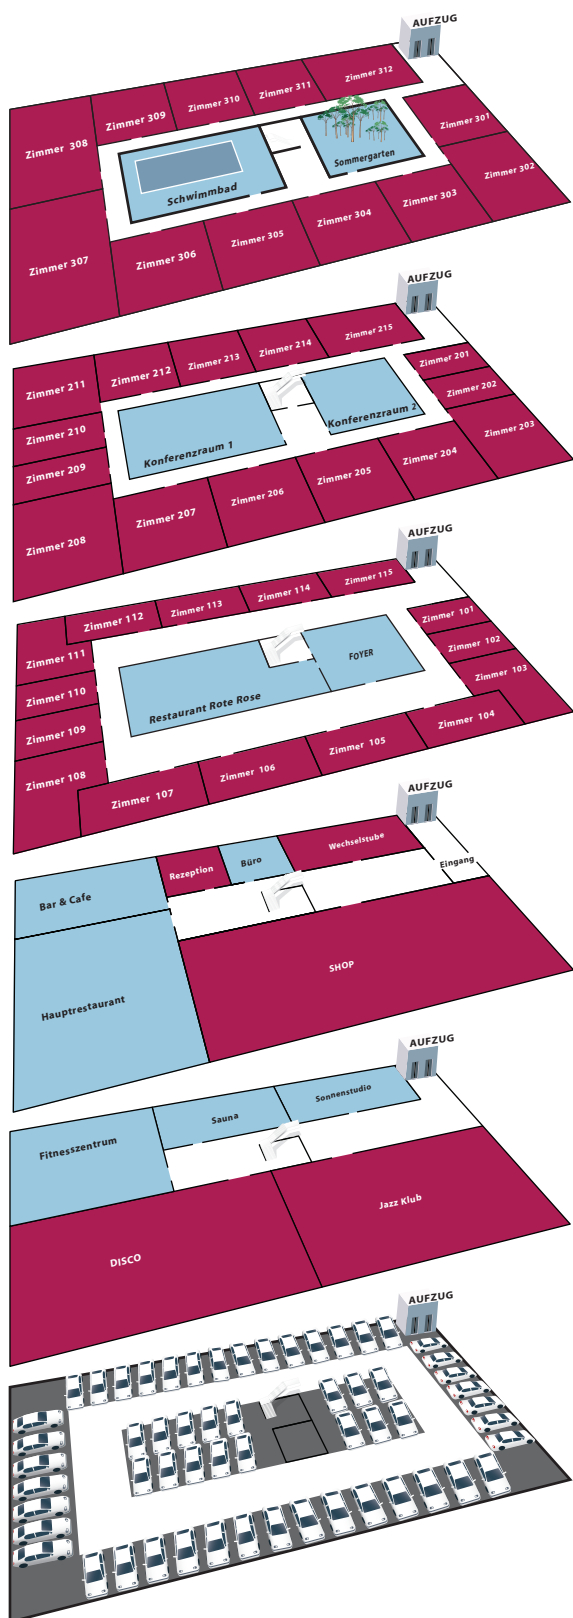 AUFZUG
Zimmer 312
Zimmer 311
Zimmer 310
Zimmer 309
Zimmer 308
Zimmer 301
Sommergarten
Schwimmbad
Zimmer 302
Zimmer 303
Zimmer 304
Zimmer 305
Zimmer 306
Zimmer 307
AUFZUG
Zimmer 215
Zimmer 214
Zimmer 213
Zimmer 212
Zimmer 211
Zimmer 201
Zimmer 202
Konferenzraum 2
Konferenzraum 1
Zimmer 210
Zimmer 209
Zimmer 203
Zimmer 204
Zimmer 205
Zimmer 206
Zimmer 207
Zimmer 208
AUFZUG
Zimmer 115
Zimmer 114
Zimmer 113
Zimmer 112
Zimmer 111
Zimmer 101
Zimmer 102
FOYER
Restaurant Rote Rose
Zimmer 110
Zimmer 109
Zimmer 103
Zimmer 104
Zimmer 105
Zimmer 106
Zimmer 107
Zimmer 108
AUFZUG
Wechselstube
Büro
Rezeption
Eingang
Bar & Cafe
SHOP
Hauptrestaurant
AUFZUG
Sonnenstudio
Sauna
Fitnesszentrum
Jazz Klub
DISCO
AUFZUG